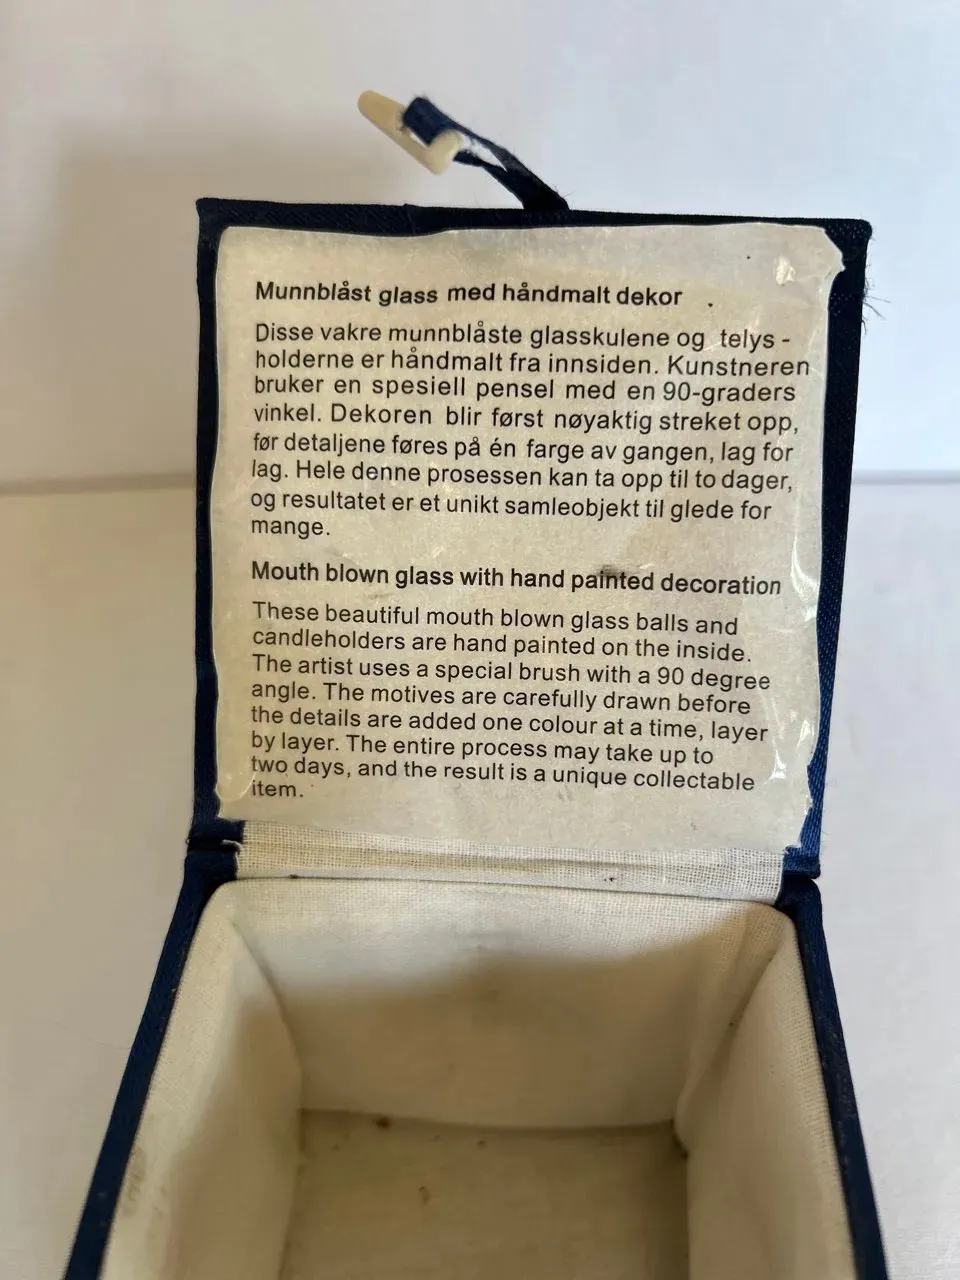 Munnblåst glass med håndmalt dekor .
Disse vakre munnblåste glasskulene og telys -
holderne er håndmalt fra innsiden. Kunstneren
bruker en spesiell pensel med en 90-graders
vinkel. Dekoren blir først nøyaktig streket opp,
før detaljene føres på én farge av gangen, lag for
lag. Hele denne prosessen kan ta opp til to dager,
og resultatet er et unikt samleobjekt til glede for
mange.
Mouth blown glass with hand painted decoration
These beautiful mouth blown glass balls and
candleholders are hand painted on the inside.
The artist uses a special brush with a 90 degree
angle. The motives are carefully drawn before
the details are added one colour at a time, layer
by layer. The entire process may take up to
two days, and the result is a unique collectable
item.